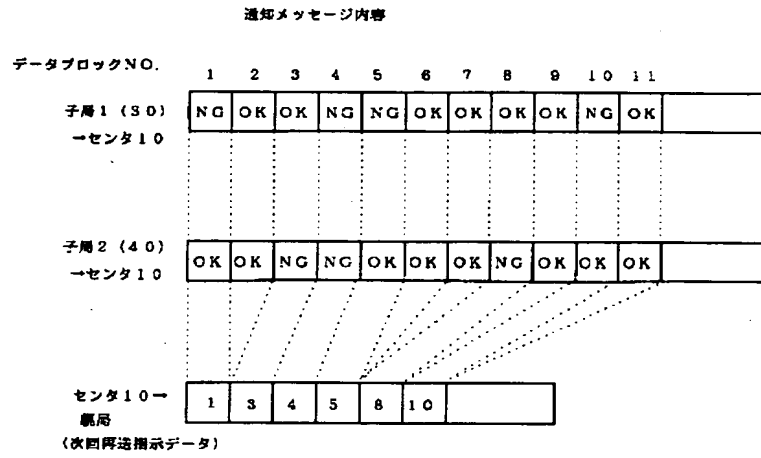 通知メッセージ内容
データブロックNO.
1 2 3 4 5 6 7 8 9 10 11
子局1(30)
→センタ10
NG OK OK NG NG OK OK OK OK NG OK
子局2(40)
→センタ10
OK OK NG NG OK OK OK NG OK OK OK
センタ10→
親局
(次回再送指示データ)
1 3 4 5 8 10